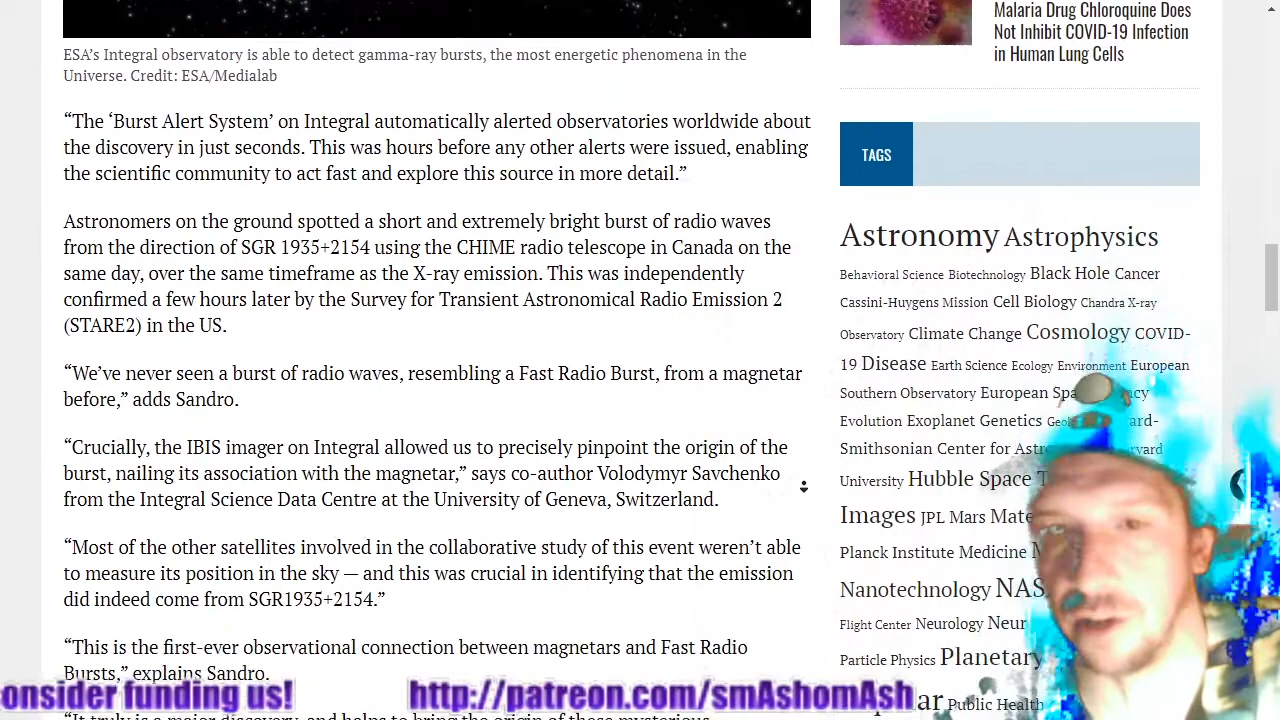 ESA’s Integral observatory is able to detect gamma-ray bursts, the most energetic phenomena in the
Universe. Credit: ESA/Medialab
“The ‘Burst Alert System’ on Integral automatically alerted observatories worldwide about
the discovery in just seconds. This was hours before any other alerts were issued, enabling
the scientific community to act fast and explore this source in more detail.”
Astronomers on the ground spotted a short and extremely bright burst of radio waves
from the direction of SGR 1935+2154 using the CHIME radio telescope in Canada on the
same day, over the same timeframe as the X-ray emission. This was independently
confirmed a few hours later by the Survey for Transient Astronomical Radio Emission 2
(STARE2) in the US.
“We’ve never seen a burst of radio waves, resembling a Fast Radio Burst, from a magnetar
before,” adds Sandro.
“Crucially, the IBIS imager on Integral allowed us to precisely pinpoint the origin of the
burst, nailing its association with the magnetar,” says co-author Volodymyr Savchenko
from the Integral Science Data Centre at the University of Geneva, Switzerland.
“Most of the other satellites involved in the collaborative study of this event weren’t able
to measure its position in the sky — and this was crucial in identifying that the emission
did indeed come from SGR1935+2154.”
“This is the first-ever observational connection between magnetars and Fast Radio
Bursts,” explains Sandro.
“It truly is a major discovery, and helps to bring the origin of these mysterious
Malaria Drug Chloroquine Does
Not Inhibit COVID-19 Infection
in Human Lung Cells
TAGS
Astronomy Astrophysics
Behavioral Science Biotechnology Black Hole Cancer
Cassini-Huygens Mission Cell Biology Chandra X-ray
Observatory Climate Change Cosmology COVID-
19 Disease Earth Science Ecology Environment European
Southern Observatory European
Evolution Exoplanet Genetics
Smithsonian Center for
University Hubble Space
Images JPL Mars
Planck Institute Medicine
Nanotechnology
Flight Center Neurology
Particle Physics Planetary
Public Health
onsider funding us! http://patreon.com/smAshomAsh